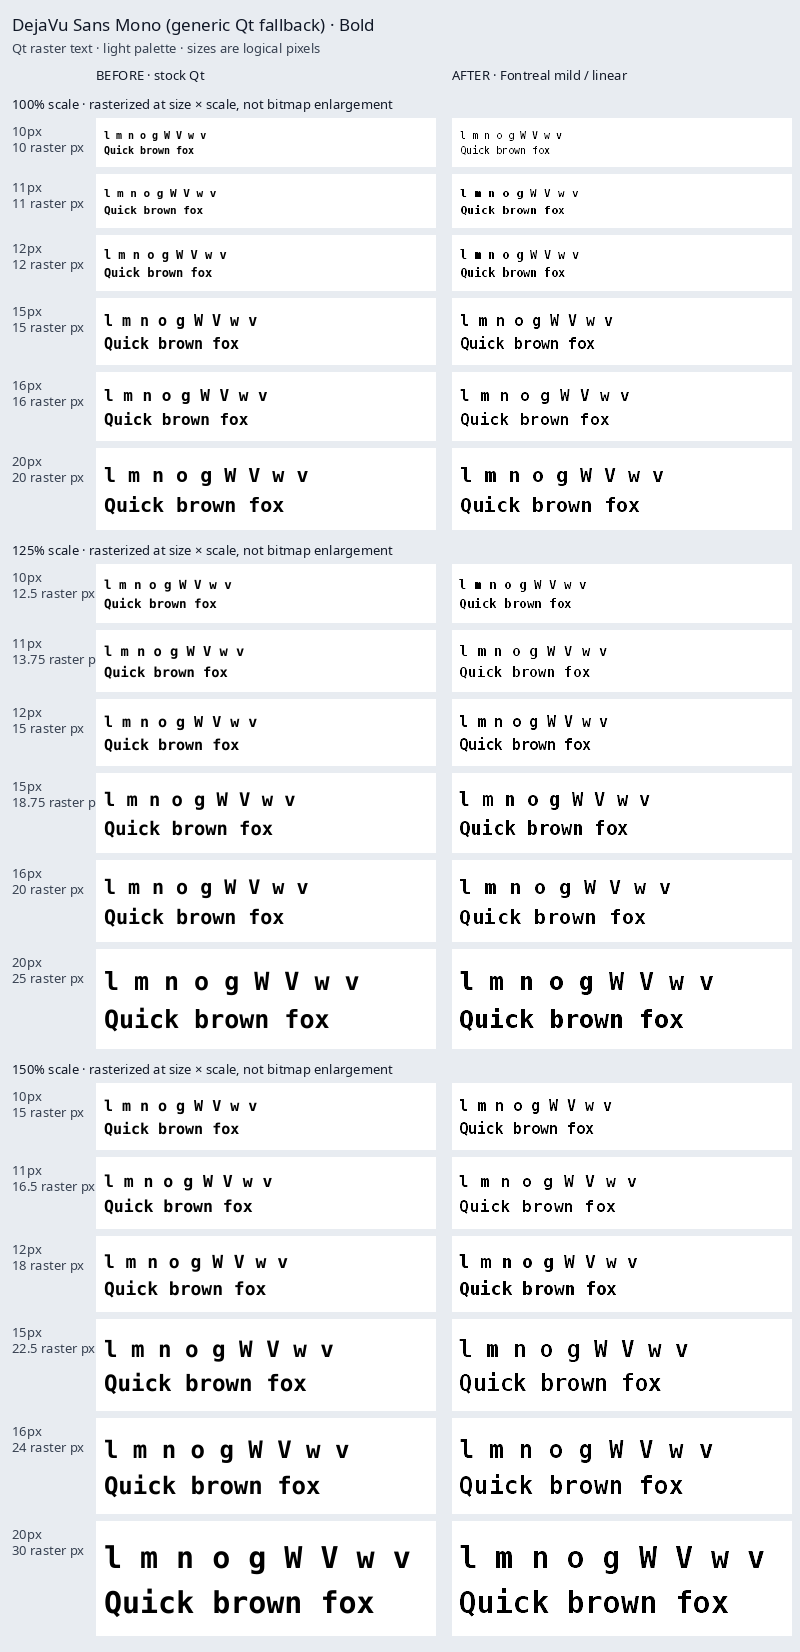 DejaVu Sans Mono (generic Qt fallback) · Bold
Qt raster text · light palette · sizes are logical pixels
BEFORE · stock Qt AFTER · Fontreal mild / linear
100% scale · rasterized at size × scale, not bitmap enlargement
10px l m n o g W V w v l m n o g W V w v
10 raster px Quick brown fox Quick brown fox
11px l m n o g W V w v l m n o g W V w v
11 raster px Quick brown fox Quick brown fox
12px l m n o g W V w v l m n o g W V w v
12 raster px Quick brown fox Quick brown fox
15px l m n o g W V w v l m n o g W V w v
15 raster px Quick brown fox Quick brown fox
16px l m n o g W V w v l m n o g W V w v
16 raster px Quick brown fox Quick brown fox
20px l m n o g W V w v l m n o g W V w v
20 raster px Quick brown fox Quick brown fox
125% scale · rasterized at size × scale, not bitmap enlargement
10px l m n o g W V w v l m n o g W V w v
12.5 raster px Quick brown fox Quick brown fox
11px l m n o g W V w v l m n o g W V w v
13.75 raster p Quick brown fox Quick brown fox
12px l m n o g W V w v l m n o g W V w v
15 raster px Quick brown fox Quick brown fox
15px l m n o g W V w v l m n o g W V w v
18.75 raster p Quick brown fox Quick brown fox
16px l m n o g W V w v l m n o g W V w v
20 raster px Quick brown fox Quick brown fox
20px l m n o g W V w v l m n o g W V w v
25 raster px Quick brown fox Quick brown fox
150% scale · rasterized at size × scale, not bitmap enlargement
10px l m n o g W V w v l m n o g W V w v
15 raster px Quick brown fox Quick brown fox
11px l m n o g W V w v l m n o g W V w v
16.5 raster px Quick brown fox Quick brown fox
12px l m n o g W V w v l m n o g W V w v
18 raster px Quick brown fox Quick brown fox
15px l m n o g W V w v l m n o g W V w v
22.5 raster px Quick brown fox Quick brown fox
16px l m n o g W V w v l m n o g W V w v
24 raster px Quick brown fox Quick brown fox
20px l m n o g W V w v l m n o g W V w v
30 raster px Quick brown fox Quick brown fox